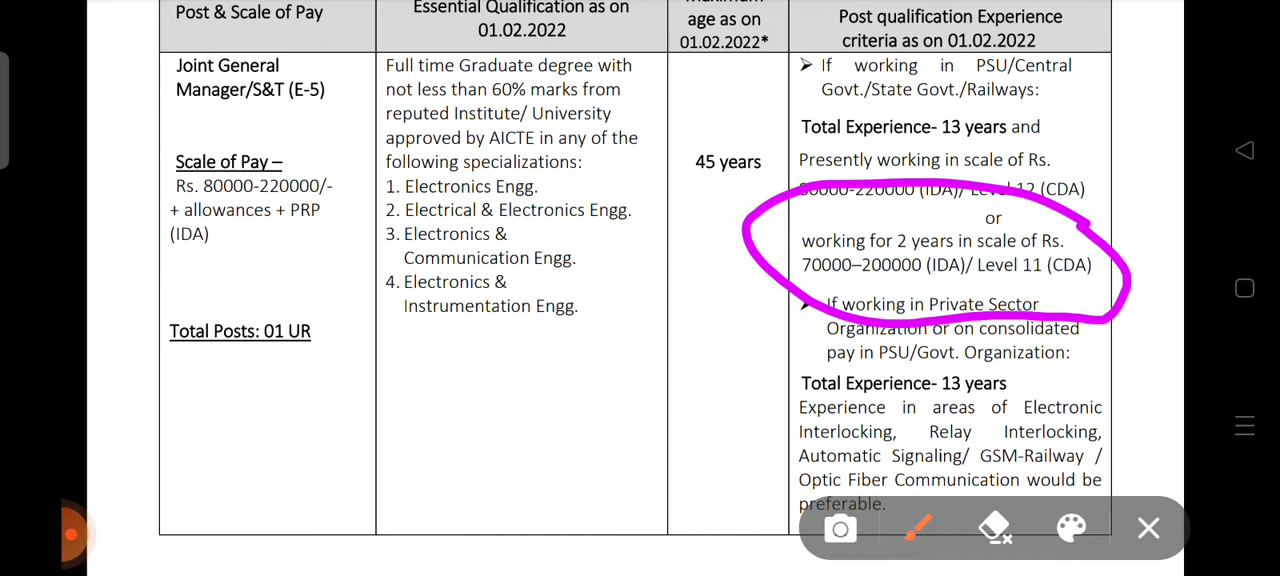 Post & Scale of Pay
Essential Qualification as on
01.02.2022
age as on
01.02.2022*
Post qualification Experience
criteria as on 01.02.2022
Joint General
Manager/S&T (E-5)
Scale of Pay –
Rs. 80000-220000/-
+ allowances + PRP
(IDA)
Total Posts: 01 UR
Full time Graduate degree with
not less than 60% marks from
reputed Institute/ University
approved by AICTE in any of the
following specializations:
1. Electronics Engg.
2. Electrical & Electronics Engg.
3. Electronics &
Communication Engg.
4. Electronics &
Instrumentation Engg.
45 years
➢ If working in PSU/Central
Govt./State Govt./Railways:
Total Experience- 13 years and
Presently working in scale of Rs.
80000-220000 (IDA)/ Level 12 (CDA)
or
working for 2 years in scale of Rs.
70000–200000 (IDA)/ Level 11 (CDA)
➢ If working in Private Sector
Organization or on consolidated
pay in PSU/Govt. Organization:
Total Experience- 13 years
Experience in areas of Electronic
Interlocking, Relay Interlocking,
Automatic Signaling/ GSM-Railway /
Optic Fiber Communication would be
preferable.